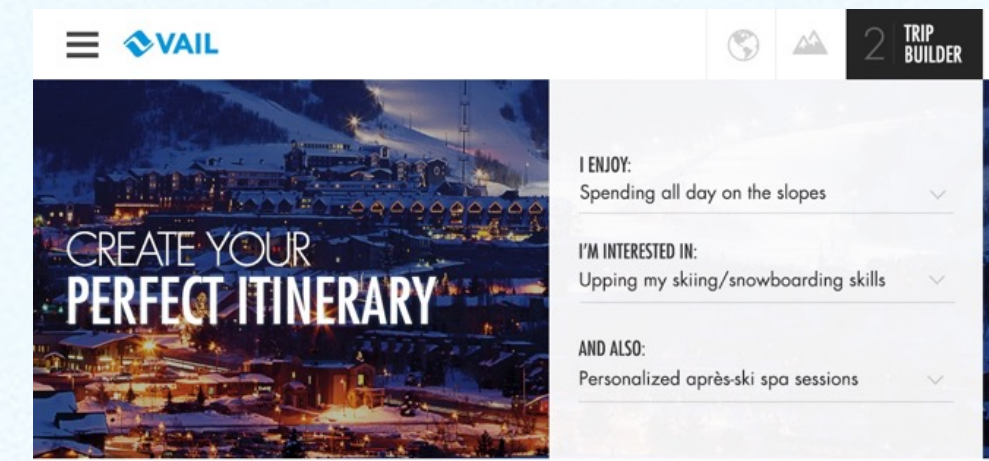 VAIL
2
TRIP
BUILDER
CREATE YOUR
PERFECT ITINERARY
I ENJOY:
Spending all day on the slopes
I'M INTERESTED IN:
Upping my skiing/snowboarding skills
AND ALSO:
Personalized après-ski spa sessions